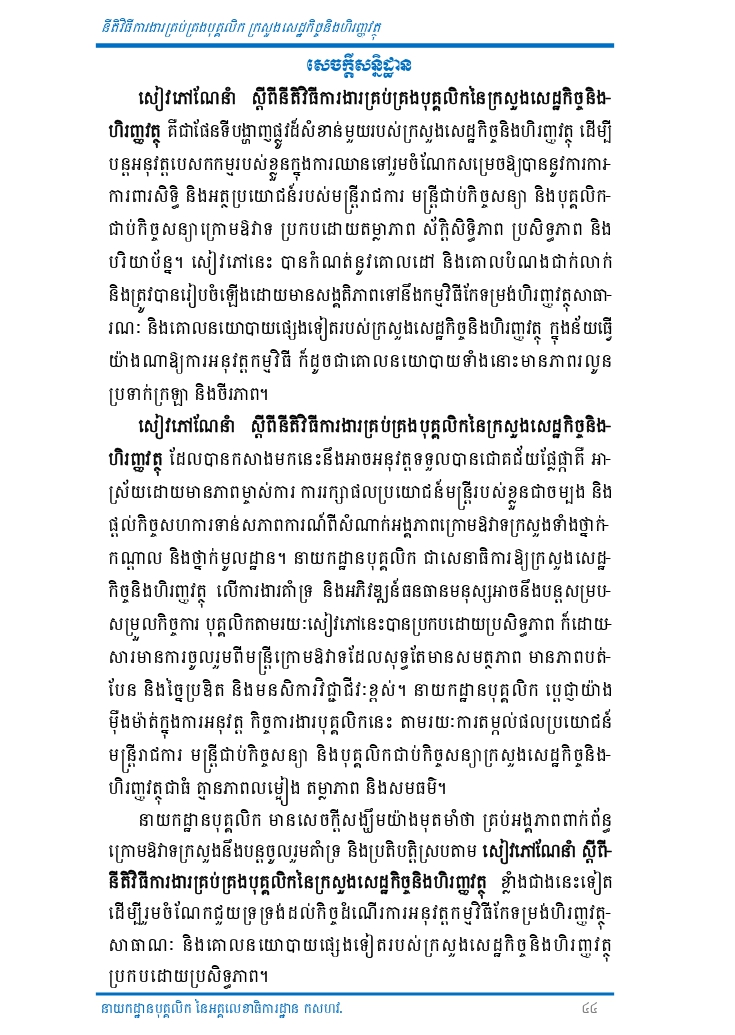 នីតិវិធីការងារគ្រប់គ្រងបុគ្គលិក ក្រសួងសេដ្ឋកិច្ចនិងហិរញ្ញវត្ថុ
សេចក្តីសន្និដ្ឋាន
សៀវភៅណែនាំ ស្តីពីនីតិវិធីការងារគ្រប់គ្រងបុគ្គលិកនៃក្រសួងសេដ្ឋកិច្ចនិង-
ហិរញ្ញវត្ថុ គឺជាផែនទីបង្ហាញផ្លូវដ៏សំខាន់មួយរបស់ក្រសួងសេដ្ឋកិច្ចនិងហិរញ្ញវត្ថុ ដើម្បី
បន្តអនុវត្តបេសកកម្មរបស់ខ្លួនក្នុងការឈានទៅរួមចំណែកសម្រេចឱ្យបាននូវការការ-
ការពារសិទ្ធិ និងអត្ថប្រយោជន៍របស់មន្ត្រីរាជការ មន្ត្រីជាប់កិច្ចសន្យា និងបុគ្គលិក-
ជាប់កិច្ចសន្យាក្រោមឱវាទ ប្រកបដោយតម្លាភាព ស័ក្តិសិទ្ធិភាព ប្រសិទ្ធភាព និង
បរិយាប័ន្ន។ សៀវភៅនេះ បានកំណត់នូវគោលដៅ និងគោលបំណងជាក់លាក់
និងត្រូវបានរៀបចំឡើងដោយមានសង្គតិភាពទៅនឹងកម្មវិធីកែទម្រង់ហិរញ្ញវត្ថុសាធា-
រណៈ និងគោលនយោបាយផ្សេងទៀតរបស់ក្រសួងសេដ្ឋកិច្ចនិងហិរញ្ញវត្ថុ ក្នុងន័យធ្វើ
យ៉ាងណាឱ្យការអនុវត្តកម្មវិធី ក៏ដូចជាគោលនយោបាយទាំងនោះមានភាពរលូន
ប្រទាក់ក្រឡា និងចីរភាព។
សៀវភៅណែនាំ ស្តីពីនីតិវិធីការងារគ្រប់គ្រងបុគ្គលិកនៃក្រសួងសេដ្ឋកិច្ចនិង-
ហិរញ្ញវត្ថុ ដែលបានកសាងមកនេះនឹងអាចអនុវត្តទទួលបានជោគជ័យផ្លែផ្កាគឺ អា-
ស្រ័យដោយមានភាពម្ចាស់ការ ការរក្សាផលប្រយោជន៍មន្ត្រីរបស់ខ្លួនជាចម្បង និង
ផ្តល់កិច្ចសហការទាន់សភាពការណ៍ពីសំណាក់អង្គភាពក្រោមឱវាទក្រសួងទាំងថ្នាក់-
កណ្តាល និងថ្នាក់មូលដ្ឋាន។ នាយកដ្ឋានបុគ្គលិក ជាសេនាធិការឱ្យក្រសួងសេដ្ឋ-
កិច្ចនិងហិរញ្ញវត្ថុ លើការងារគាំទ្រ និងអភិវឌ្ឍន៍ធនធានមនុស្សអាចនឹងបន្តសម្រប-
សម្រួលកិច្ចការ បុគ្គលិកតាមរយៈសៀវភៅនេះបានប្រកបដោយប្រសិទ្ធភាព ក៏ដោយ-
សារមានការចូលរួមពីមន្ត្រីក្រោមឱវាទដែលសុទ្ធតែមានសមត្ថភាព មានភាពបត់-
បែន និងច្នៃប្រឌិត និងមនសិការវិជ្ជាជីវៈខ្ពស់។ នាយកដ្ឋានបុគ្គលិក ប្តេជ្ញាយ៉ាង
ម៉ឺងម៉ាត់ក្នុងការអនុវត្ត កិច្ចការងារបុគ្គលិកនេះ តាមរយៈការតម្កល់ផលប្រយោជន៍
មន្ត្រីរាជការ មន្ត្រីជាប់កិច្ចសន្យា និងបុគ្គលិកជាប់កិច្ចសន្យាក្រសួងសេដ្ឋកិច្ចនិង-
ហិរញ្ញវត្ថុជាធំ គ្មានភាពលម្អៀង តម្លាភាព និងសមធម៌។
នាយកដ្ឋានបុគ្គលិក មានសេចក្តីសង្ឃឹមយ៉ាងមុតមាំថា គ្រប់អង្គភាពពាក់ព័ន្ធ
ក្រោមឱវាទក្រសួងនឹងបន្តចូលរួមគាំទ្រ និងប្រតិបត្តិស្របតាម សៀវភៅណែនាំ ស្តីពី-
នីតិវិធីការងារគ្រប់គ្រងបុគ្គលិកនៃក្រសួងសេដ្ឋកិច្ចនិងហិរញ្ញវត្ថុ ខ្លាំងជាងនេះទៀត
ដើម្បីរួមចំណែកជួយទ្រទ្រង់ដល់កិច្ចដំណើរការអនុវត្តកម្មវិធីកែទម្រង់ហិរញ្ញវត្ថុ-
សាធាណៈ និងគោលនយោបាយផ្សេងទៀតរបស់ក្រសួងសេដ្ឋកិច្ចនិងហិរញ្ញវត្ថុ
ប្រកបដោយប្រសិទ្ធភាព។
នាយកដ្ឋានបុគ្គលិក នៃអគ្គលេខាធិការដ្ឋាន កសហវ. ៤៤